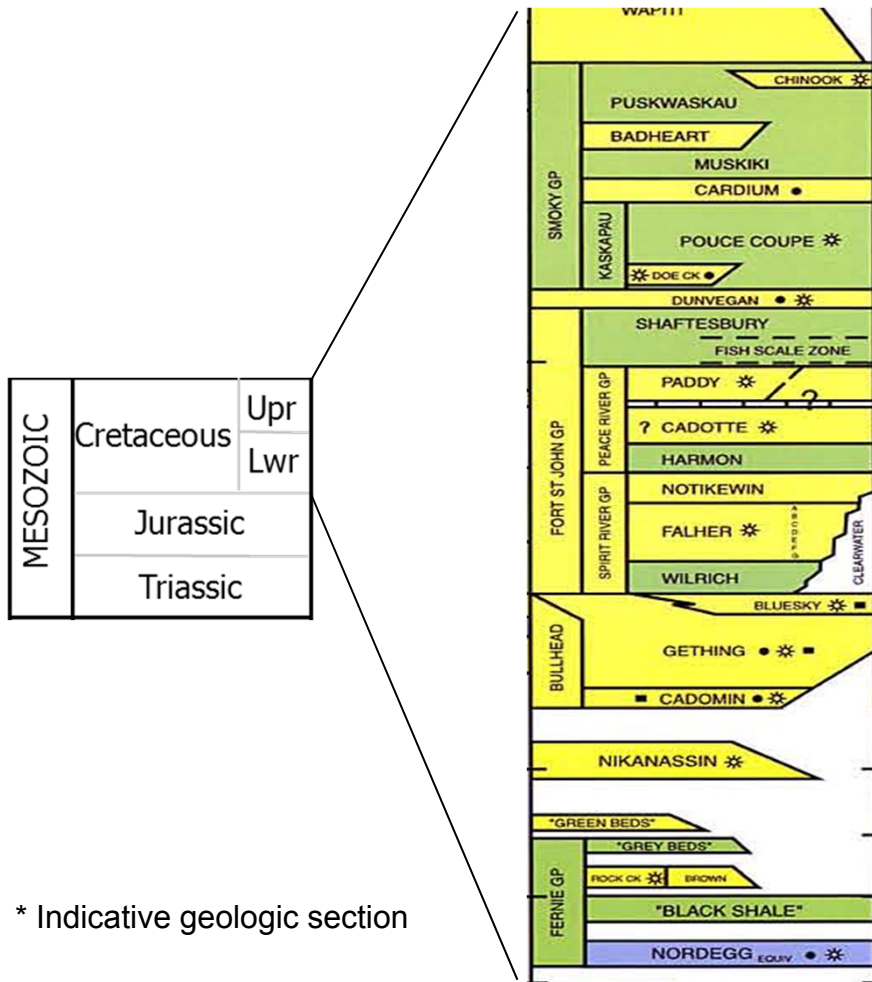 MESOZOIC
Cretaceous
Upr
Lwr
Jurassic
Triassic
* Indicative geologic section
WAPITI
SMOKY GP
CHINOOK
PUSKWASKAU
BADHEART
MUSKIKI
CARDIUM
KASKAPAU
POUCE COUPE
DOE CK
DUNVEGAN
FORT ST JOHN GP
SHAFTESBURY
FISH SCALE ZONE
PEACE RIVER GP
PADDY
?
? CADOTTE
HARMON
SPIRIT RIVER GP
NOTIKEWIN
FALHER
A
B
C
D
E
F
G
CLEARWATER
WILRICH
BULLHEAD
BLUESKY
GETHING
CADOMIN
NIKANASSIN
"GREEN BEDS"
FERNIE GP
"GREY BEDS"
ROCK CK
BROWN
"BLACK SHALE"
NORDEGG EQUIV